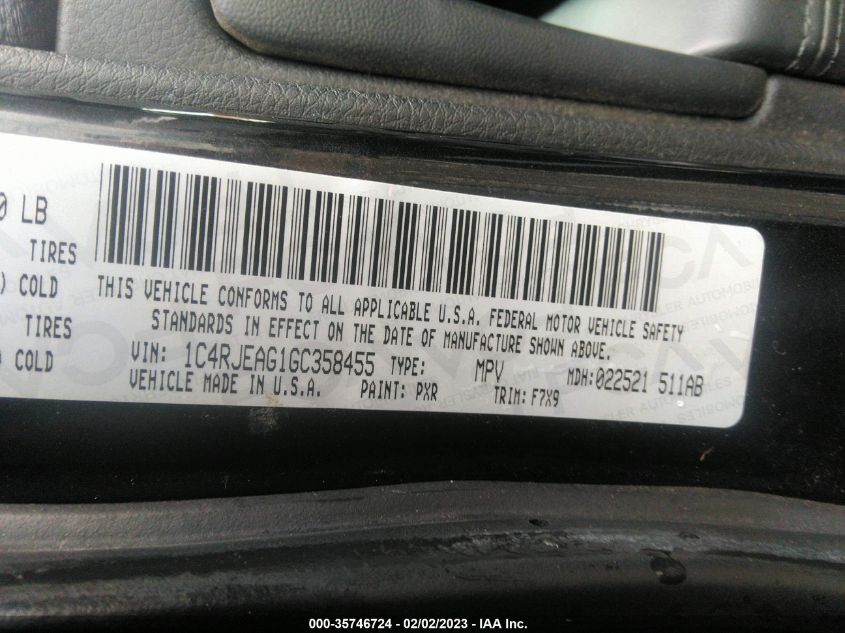 0 LB
TIRES
) COLD
TIRES
) COLD
THIS VEHICLE CONFORMS TO ALL APPLICABLE U.S.A. FEDERAL MOTOR VEHICLE SAFETY
STANDARDS IN EFFECT ON THE DATE OF MANUFACTURE SHOWN ABOVE.
VIN: 1C4RJEAG1GC358455 TYPE: MPV MDH:022521 511AB
VEHICLE MADE IN U.S.A. PAINT: PXR TRIM: F7X9
000-35746724 - 02/02/2023 - IAA Inc.